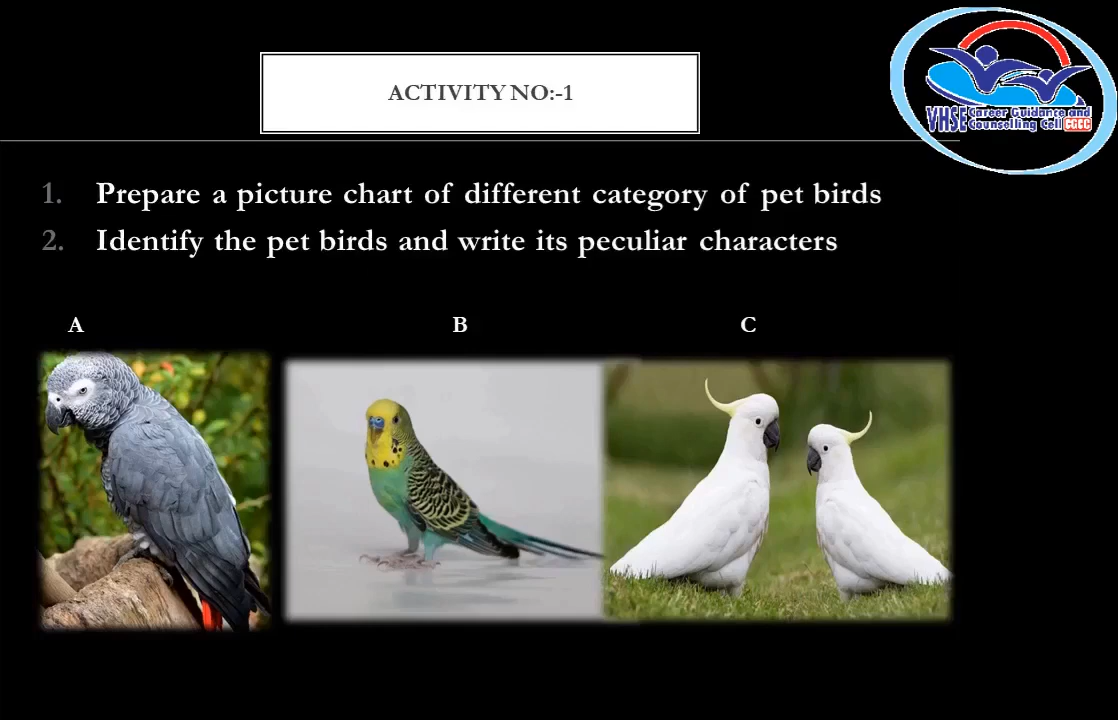 ACTIVITY NO:-1
VHSE Career Guidance and
Counselling Cell CGCC
1. Prepare a picture chart of different category of pet birds
2. Identify the pet birds and write its peculiar characters
A B C